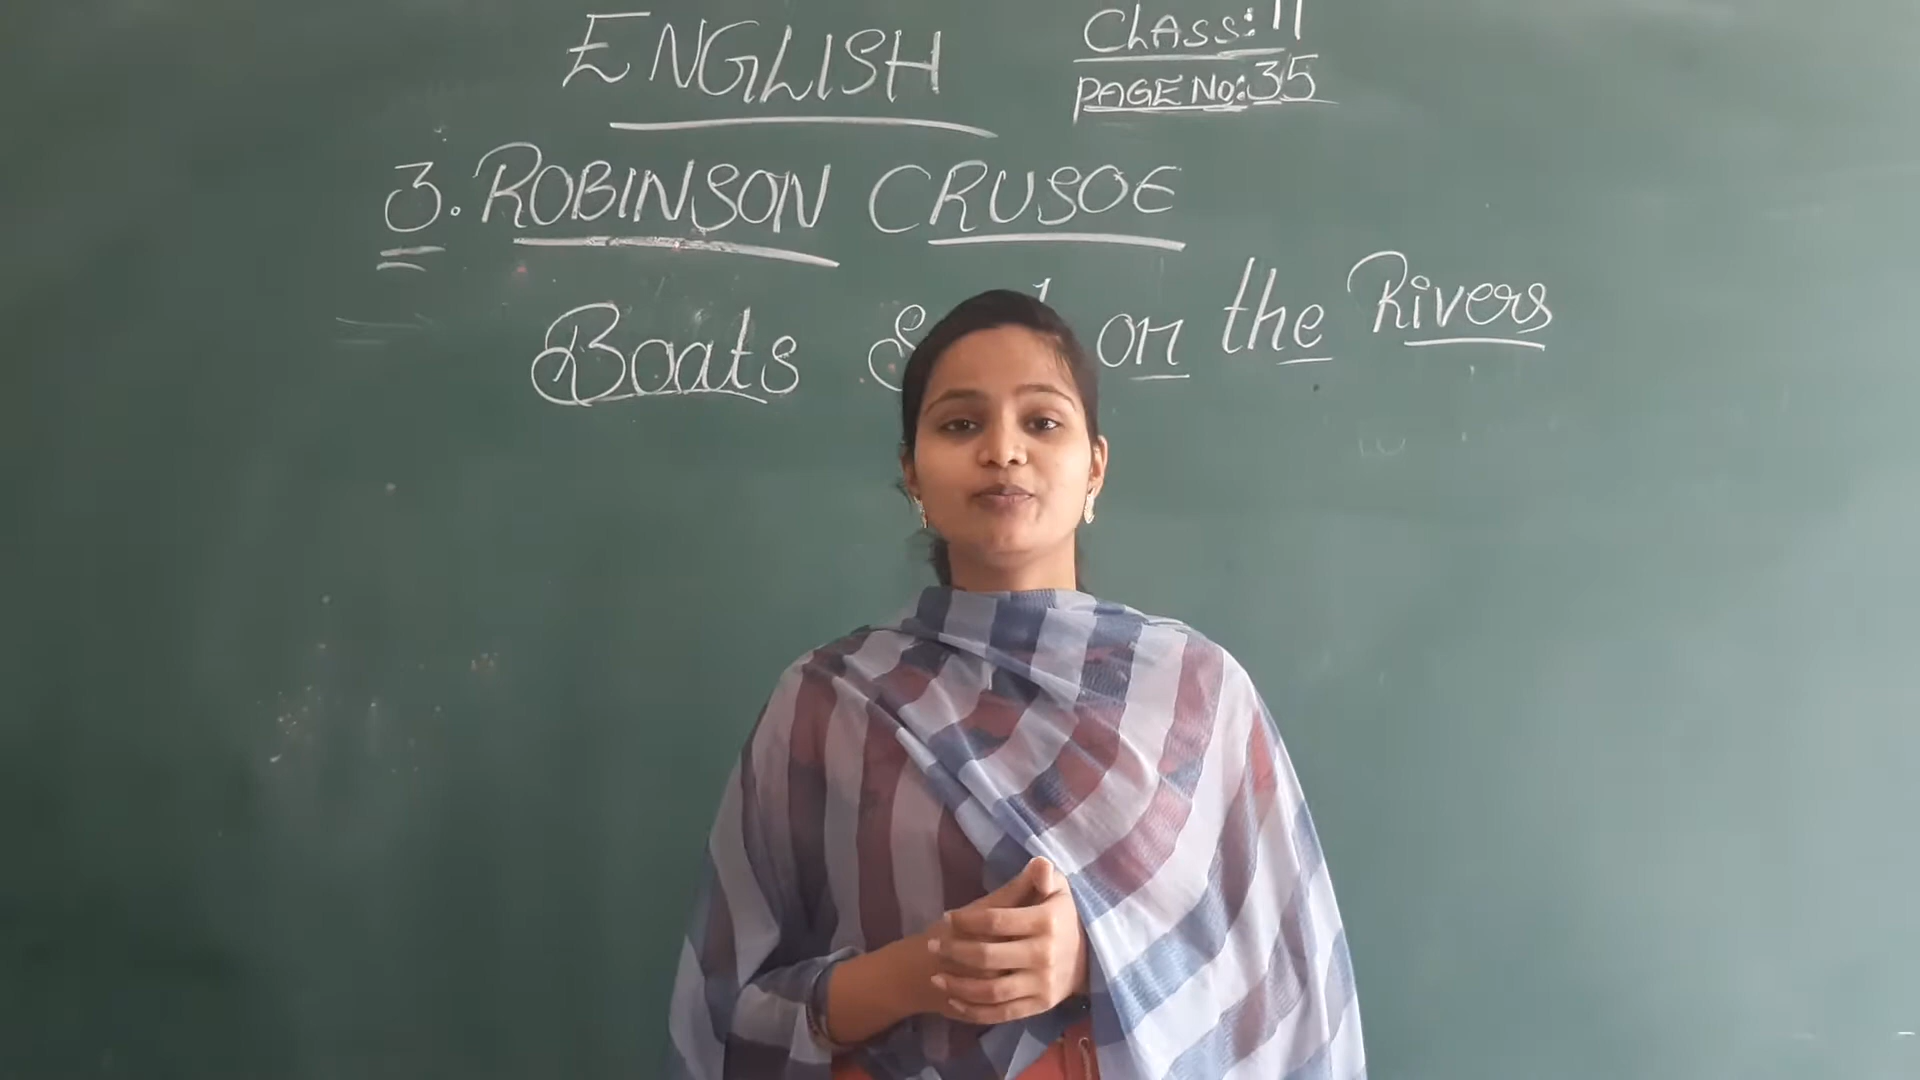 ENGLISH
CLASS: 11
PAGE NO: 35
3. ROBINSON CRUSOE
Boats on the Rivers